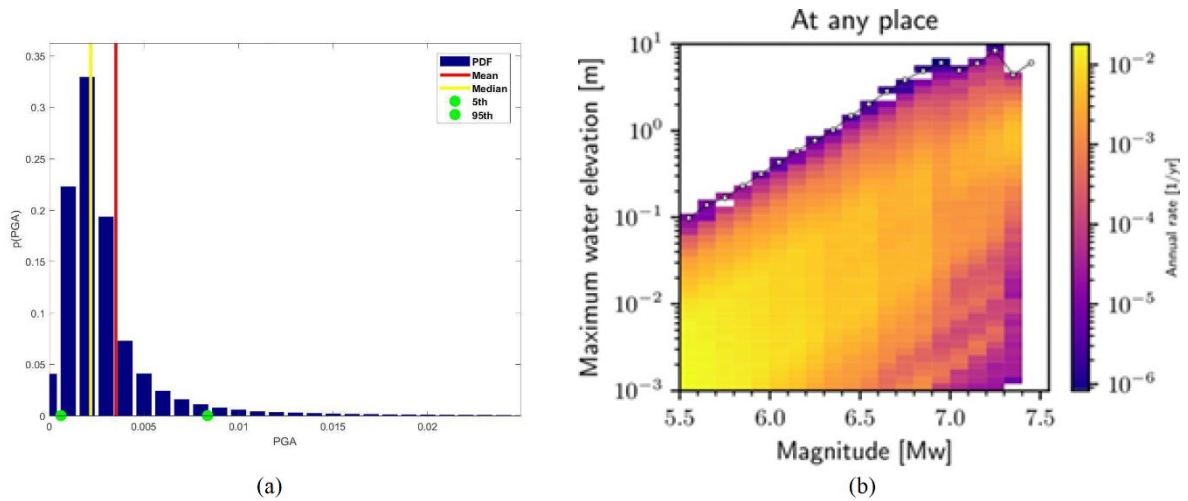 0.35
0.3
0.25
0.2
0.15
0.1
0.05
0
p(PGA)
0
0.005
0.01
0.015
0.02
PGA
PDF
Mean
Median
5th
95th
(a)
At any place
Maximum water elevation [m]
10¹
10⁰
10⁻¹
10⁻²
10⁻³
5.5
6.0
6.5
7.0
7.5
Magnitude [Mw]
10⁻²
10⁻³
10⁻⁴
10⁻⁵
10⁻⁶
Annual rate [1/yr]
(b)